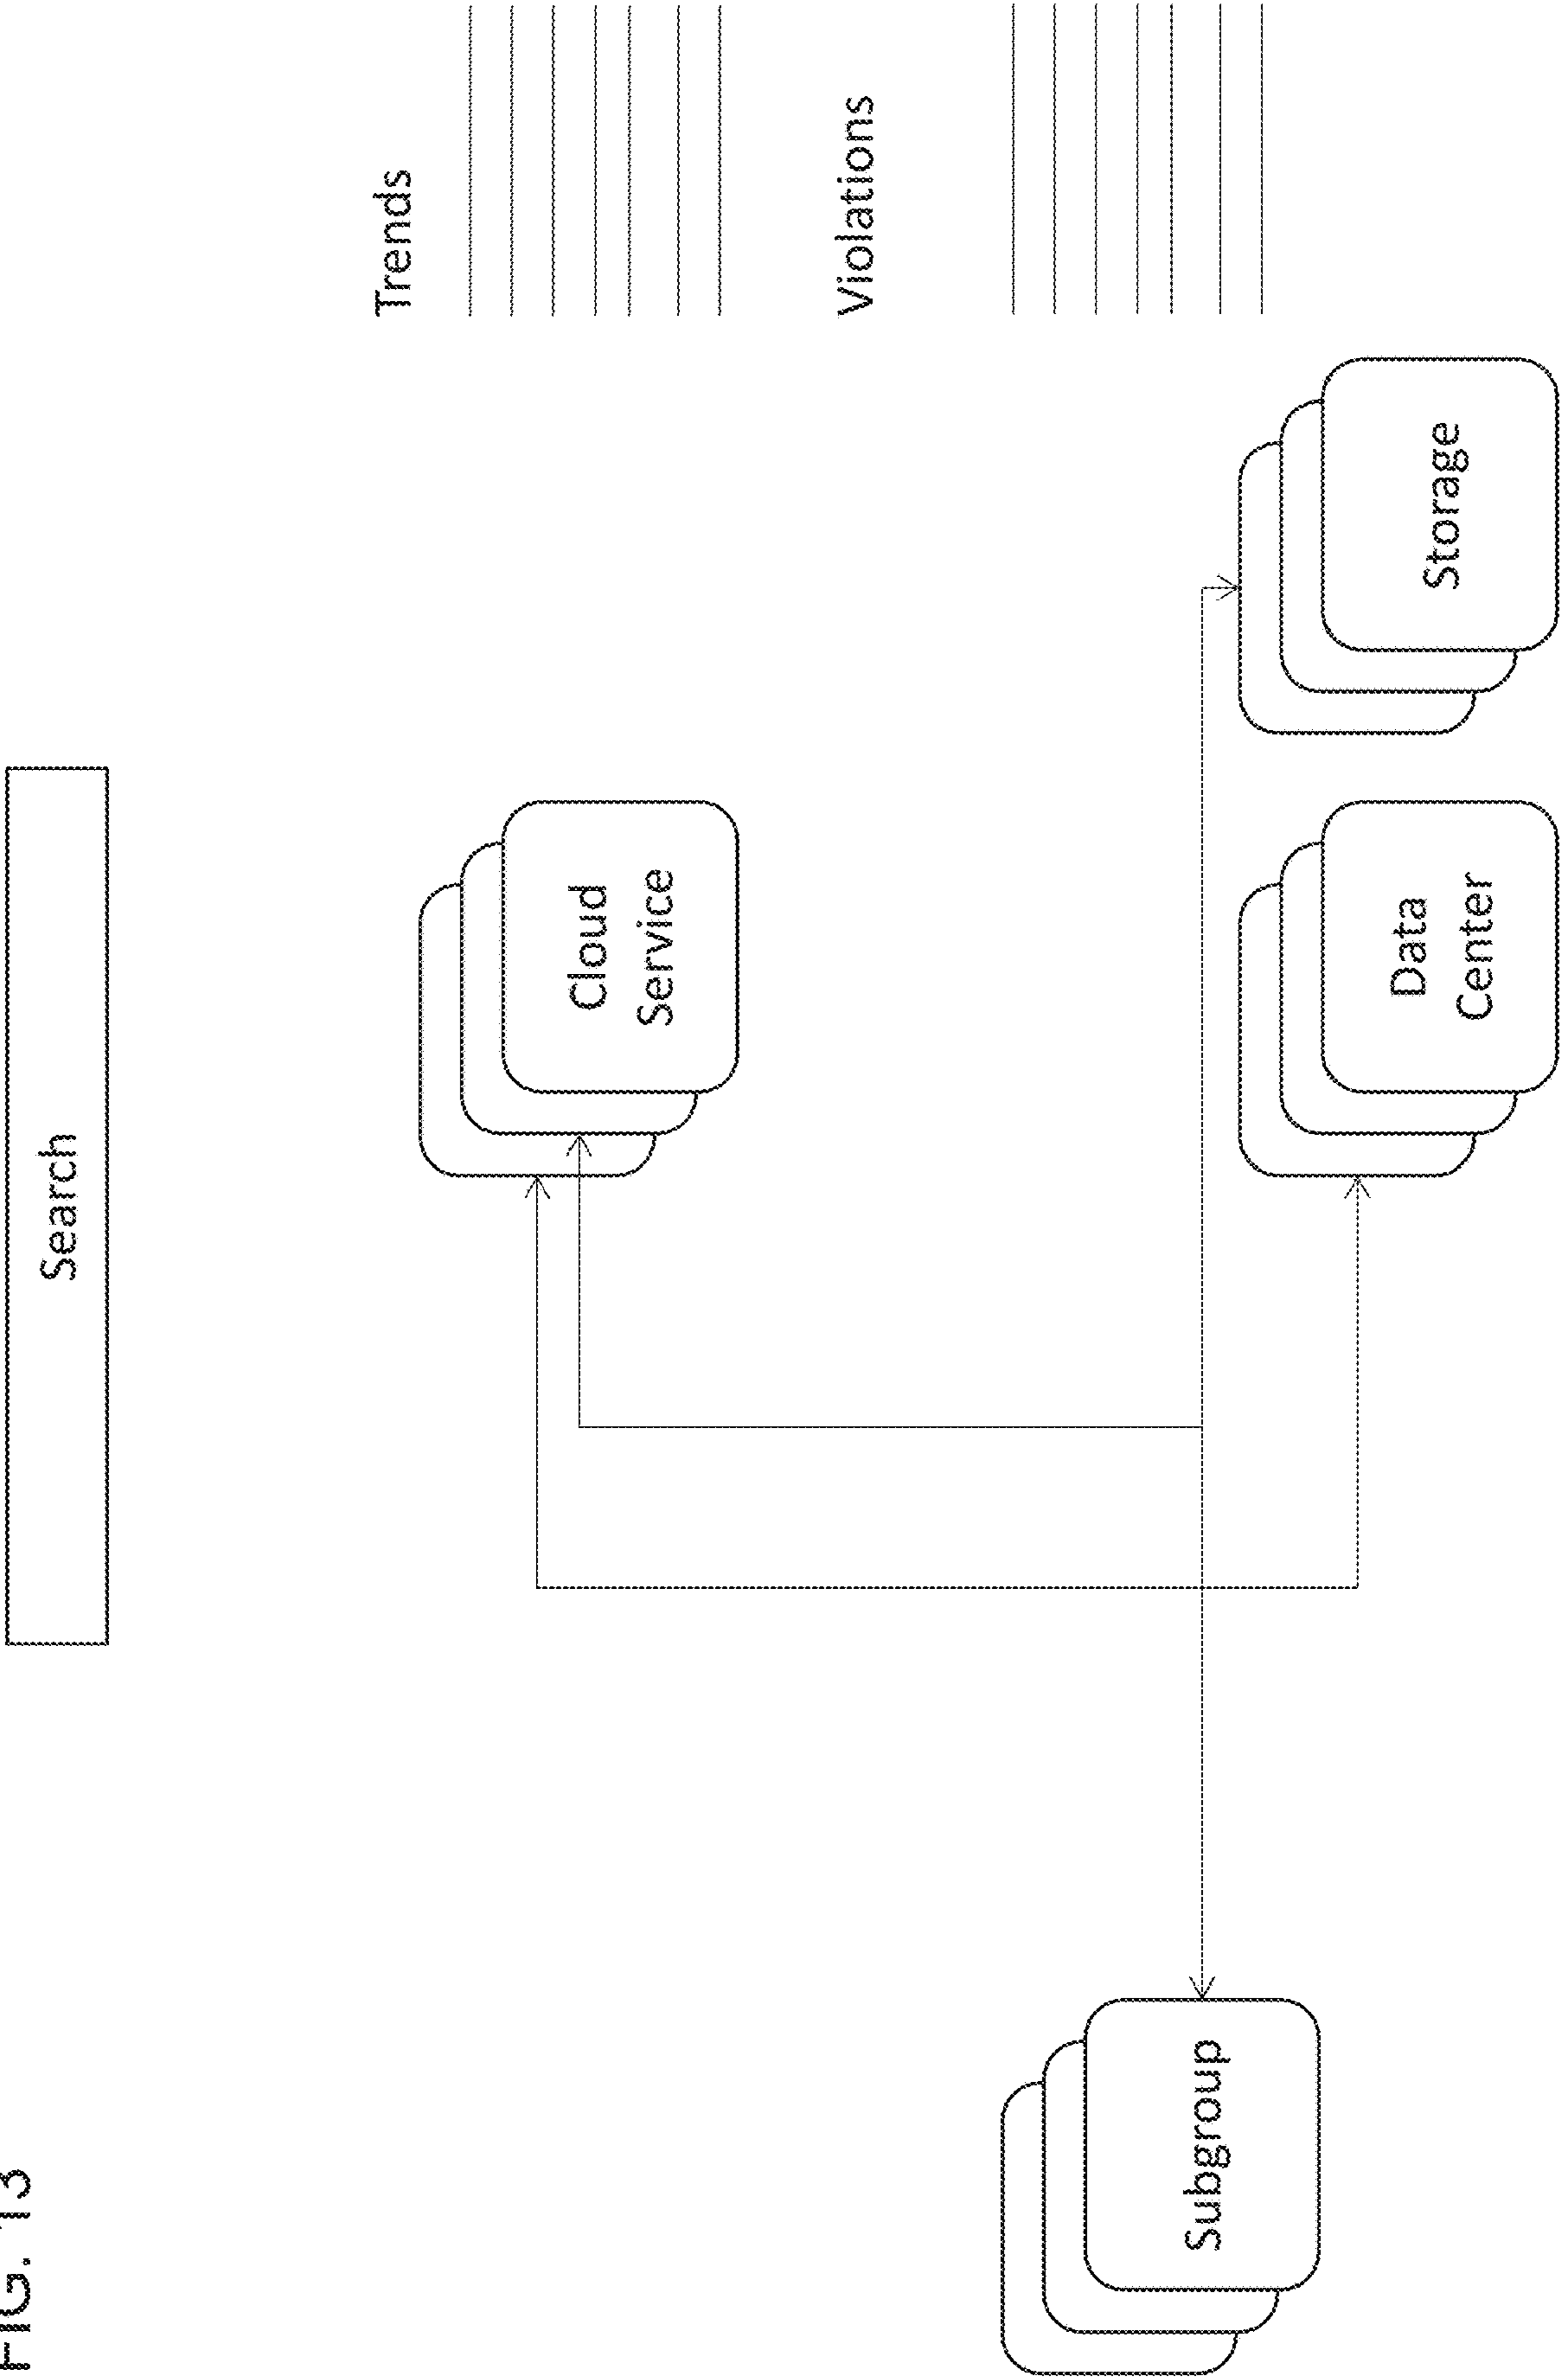 FIG. 13
Search
Trends
Cloud
Service
Violations
Subgroup
Data
Center
Storage